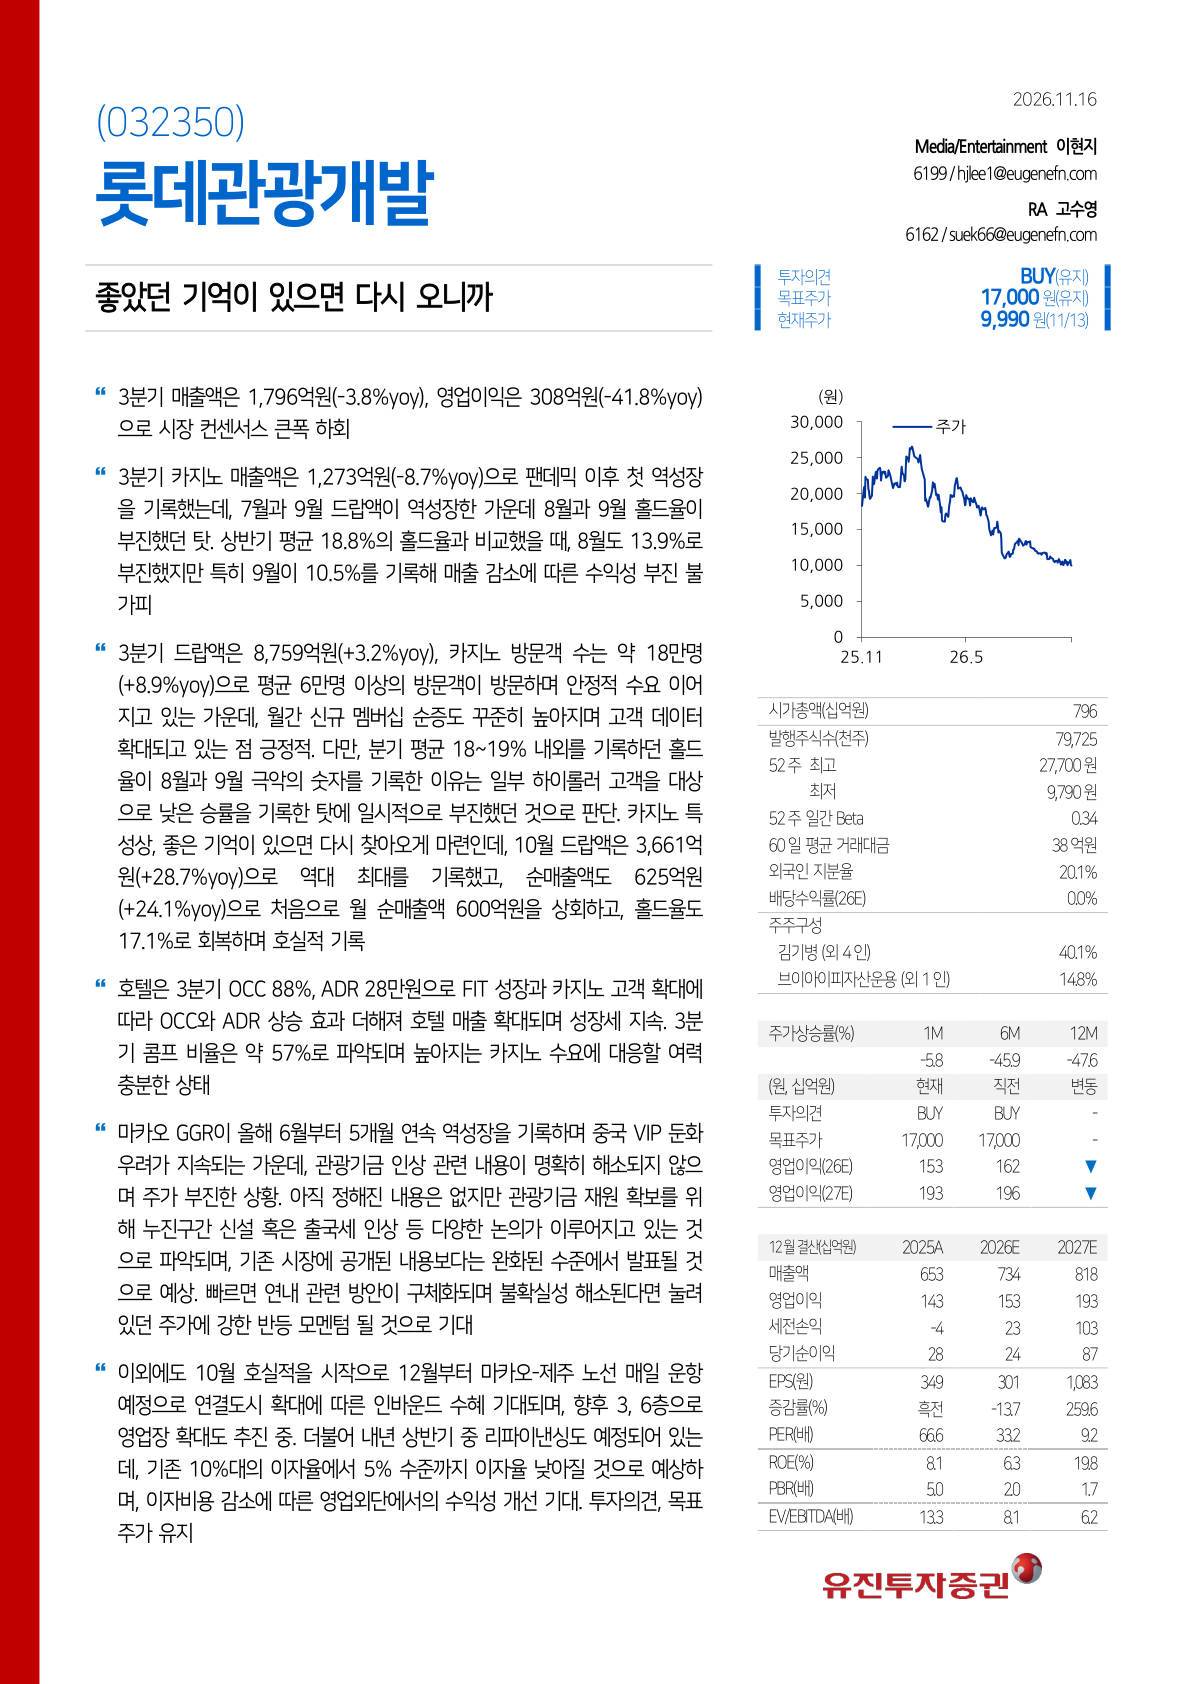 (032350)
롯데관광개발
좋았던 기억이 있으면 다시 오니까
2026.11.16
Media/Entertainment 이현지
6199 / hjlee1@eugenefn.com
RA 고수영
6162 / suek66@eugenefn.com
투자의견 BUY(유지)
목표주가 17,000 원(유지)
현재주가 9,990 원(11/13)
“ 3분기 매출액은 1,796억원(-3.8%yoy), 영업이익은 308억원(-41.8%yoy)
으로 시장 컨센서스 큰폭 하회
“ 3분기 카지노 매출액은 1,273억원(-8.7%yoy)으로 팬데믹 이후 첫 역성장
을 기록했는데, 7월과 9월 드랍액이 역성장한 가운데 8월과 9월 홀드율이
부진했던 탓. 상반기 평균 18.8%의 홀드율과 비교했을 때, 8월도 13.9%로
부진했지만 특히 9월이 10.5%를 기록해 매출 감소에 따른 수익성 부진 불
가피
“ 3분기 드랍액은 8,759억원(+3.2%yoy), 카지노 방문객 수는 약 18만명
(+8.9%yoy)으로 평균 6만명 이상의 방문객이 방문하며 안정적 수요 이어
지고 있는 가운데, 월간 신규 멤버십 순증도 꾸준히 높아지며 고객 데이터
확대되고 있는 점 긍정적. 다만, 분기 평균 18~19% 내외를 기록하던 홀드
율이 8월과 9월 극악의 숫자를 기록한 이유는 일부 하이롤러 고객을 대상
으로 낮은 승률을 기록한 탓에 일시적으로 부진했던 것으로 판단. 카지노 특
성상, 좋은 기억이 있으면 다시 찾아오게 마련인데, 10월 드랍액은 3,661억
원(+28.7%yoy)으로 역대 최대를 기록했고, 순매출액도 625억원
(+24.1%yoy)으로 처음으로 월 순매출액 600억원을 상회하고, 홀드율도
17.1%로 회복하며 호실적 기록
“ 호텔은 3분기 OCC 88%, ADR 28만원으로 FIT 성장과 카지노 고객 확대에
따라 OCC와 ADR 상승 효과 더해져 호텔 매출 확대되며 성장세 지속. 3분
기 콤프 비율은 약 57%로 파악되며 높아지는 카지노 수요에 대응할 여력
충분한 상태
“ 마카오 GGR이 올해 6월부터 5개월 연속 역성장을 기록하며 중국 VIP 둔화
우려가 지속되는 가운데, 관광기금 인상 관련 내용이 명확히 해소되지 않으
며 주가 부진한 상황. 아직 정해진 내용은 없지만 관광기금 재원 확보를 위
해 누진구간 신설 혹은 출국세 인상 등 다양한 논의가 이루어지고 있는 것
으로 파악되며, 기존 시장에 공개된 내용보다는 완화된 수준에서 발표될 것
으로 예상. 빠르면 연내 관련 방안이 구체화되며 불확실성 해소된다면 눌려
있던 주가에 강한 반등 모멘텀 될 것으로 기대
“ 이외에도 10월 호실적을 시작으로 12월부터 마카오-제주 노선 매일 운항
예정으로 연결도시 확대에 따른 인바운드 수혜 기대되며, 향후 3, 6층으로
영업장 확대도 추진 중. 더불어 내년 상반기 중 리파이낸싱도 예정되어 있는
데, 기존 10%대의 이자율에서 5% 수준까지 이자율 낮아질 것으로 예상하
며, 이자비용 감소에 따른 영업외단에서의 수익성 개선 기대. 투자의견, 목표
주가 유지
(원)
30,000
25,000
20,000
15,000
10,000
5,000
0
주가
25.11 26.5
시가총액(십억원) 796
발행주식수(천주) 79,725
52 주 최고 27,700 원
최저 9,790 원
52 주 일간 Beta 0.34
60 일 평균 거래대금 38 억원
외국인 지분율 20.1%
배당수익률(26E) 0.0%
주주구성
김기병 (외 4 인) 40.1%
브이아이피자산운용 (외 1 인) 14.8%
주가상승률(%) 1M 6M 12M
-5.8 -45.9 -47.6
(원, 십억원) 현재 직전 변동
투자의견 BUY BUY -
목표주가 17,000 17,000 -
영업이익(26E) 153 162 ▼
영업이익(27E) 193 196 ▼
12 월 결산(십억원) 2025A 2026E 2027E
매출액 653 734 818
영업이익 143 153 193
세전손익 -4 23 103
당기순이익 28 24 87
EPS(원) 349 301 1,083
증감률(%) 흑전 -13.7 259.6
PER(배) 66.6 33.2 9.2
ROE(%) 8.1 6.3 19.8
PBR(배) 5.0 2.0 1.7
EV/EBITDA(배) 13.3 8.1 6.2
유진투자증권